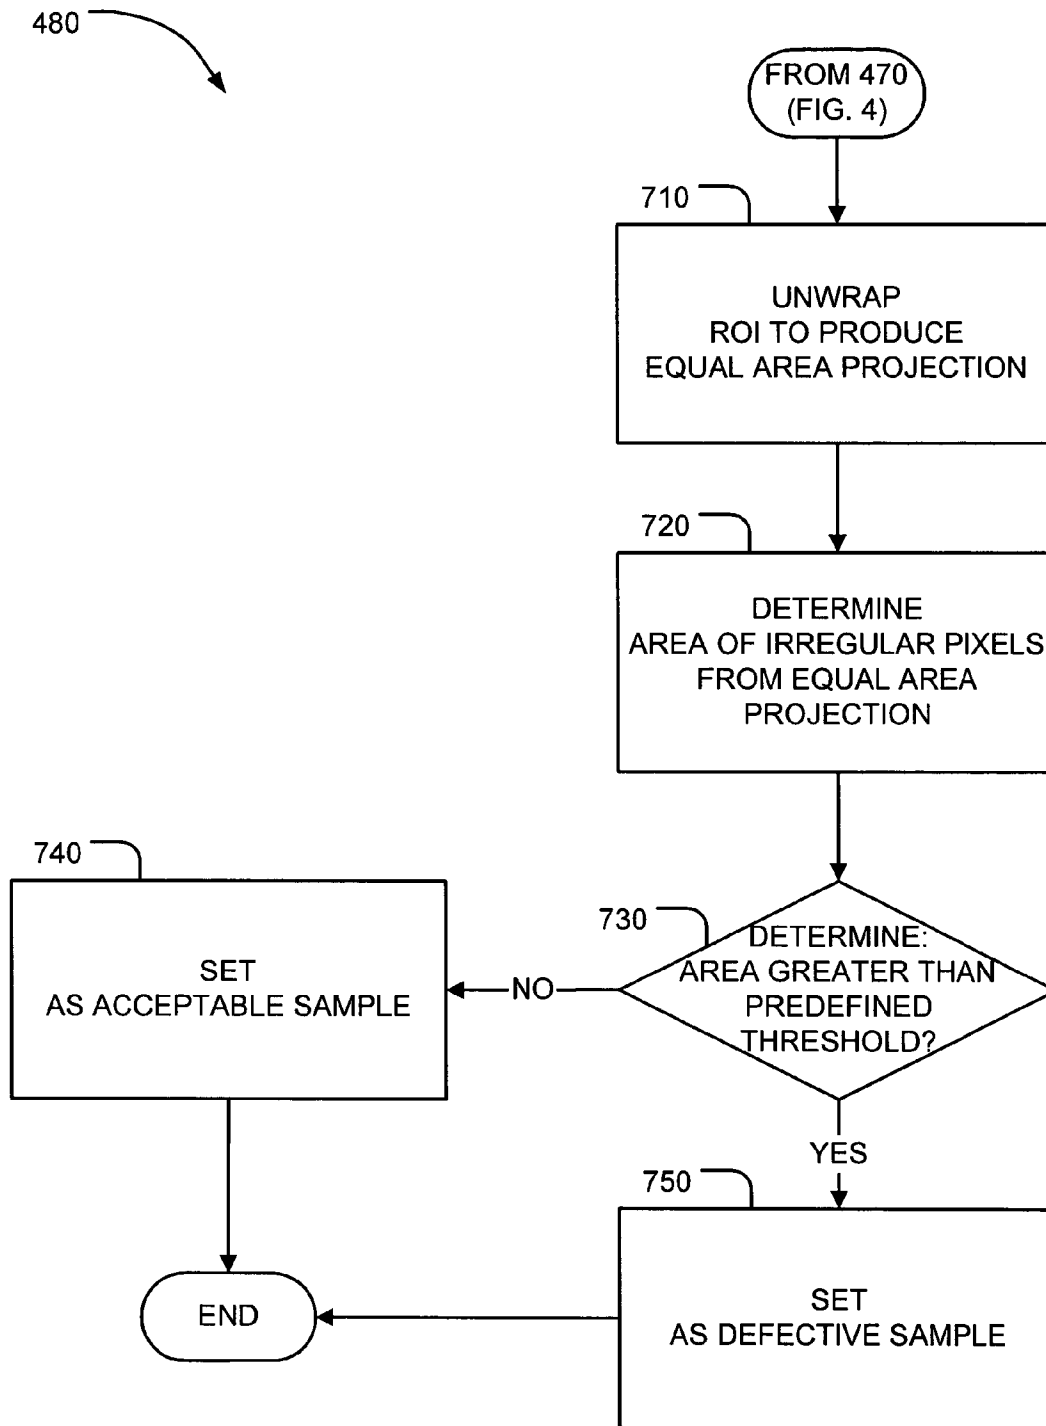 480
FROM 470
(FIG. 4)
710
UNWRAP
ROI TO PRODUCE
EQUAL AREA PROJECTION
720
DETERMINE
AREA OF IRREGULAR PIXELS
FROM EQUAL AREA
PROJECTION
730
DETERMINE:
AREA GREATER THAN
PREDEFINED
THRESHOLD?
NO
740
SET
AS ACCEPTABLE SAMPLE
YES
750
SET
AS DEFECTIVE SAMPLE
END